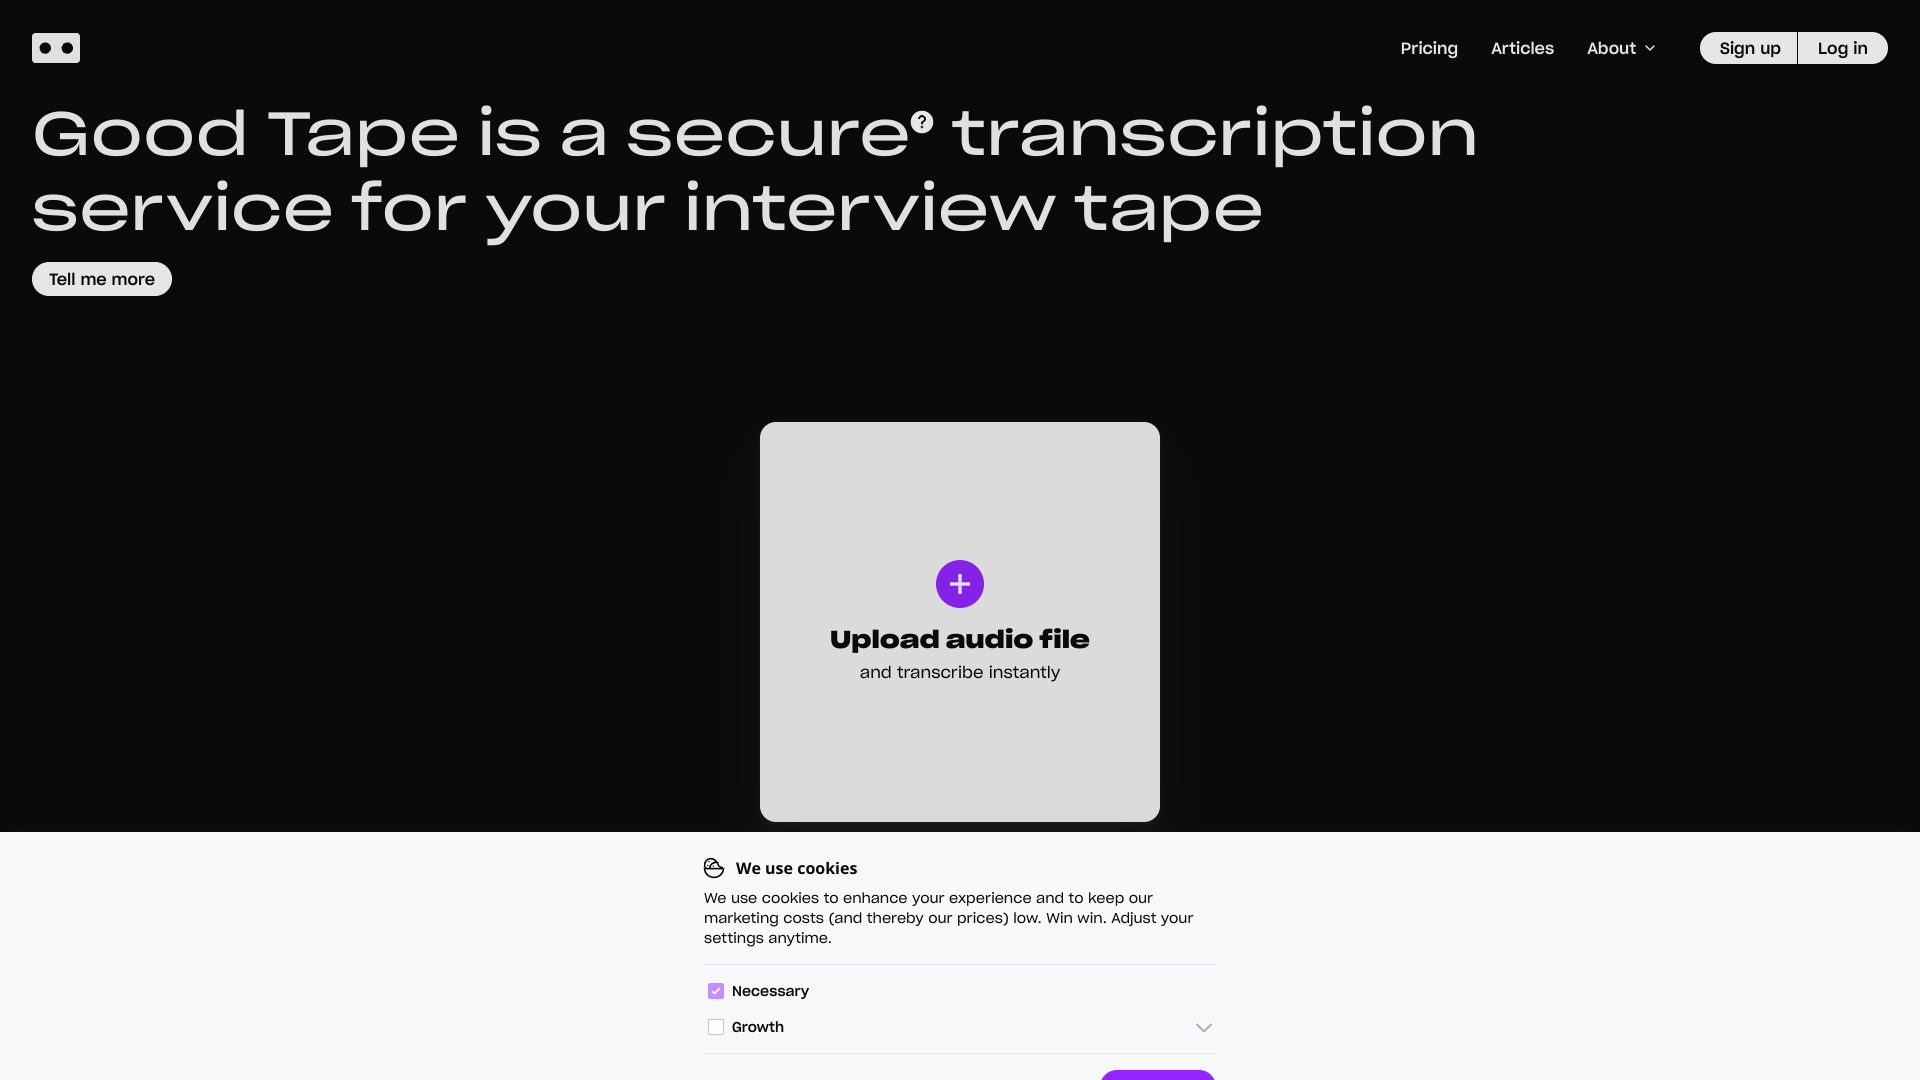 Pricing
Articles
About
Sign up
Log in
Good Tape is a secure? transcription
service for your interview tape
Tell me more
Upload audio file
and transcribe instantly
We use cookies
We use cookies to enhance your experience and to keep our
marketing costs (and thereby our prices) low. Win win. Adjust your
settings anytime.
Necessary
Growth